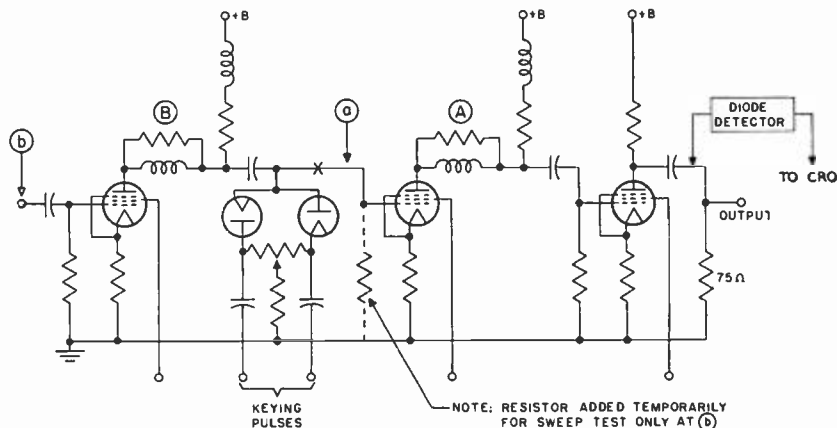 +B
+B
+B
B
a
A
b
DIODE
DETECTOR
TO CRO
OUTPUT
75Ω
KEYING
PULSES
NOTE: RESISTOR ADDED TEMPORARILY
FOR SWEEP TEST ONLY AT b